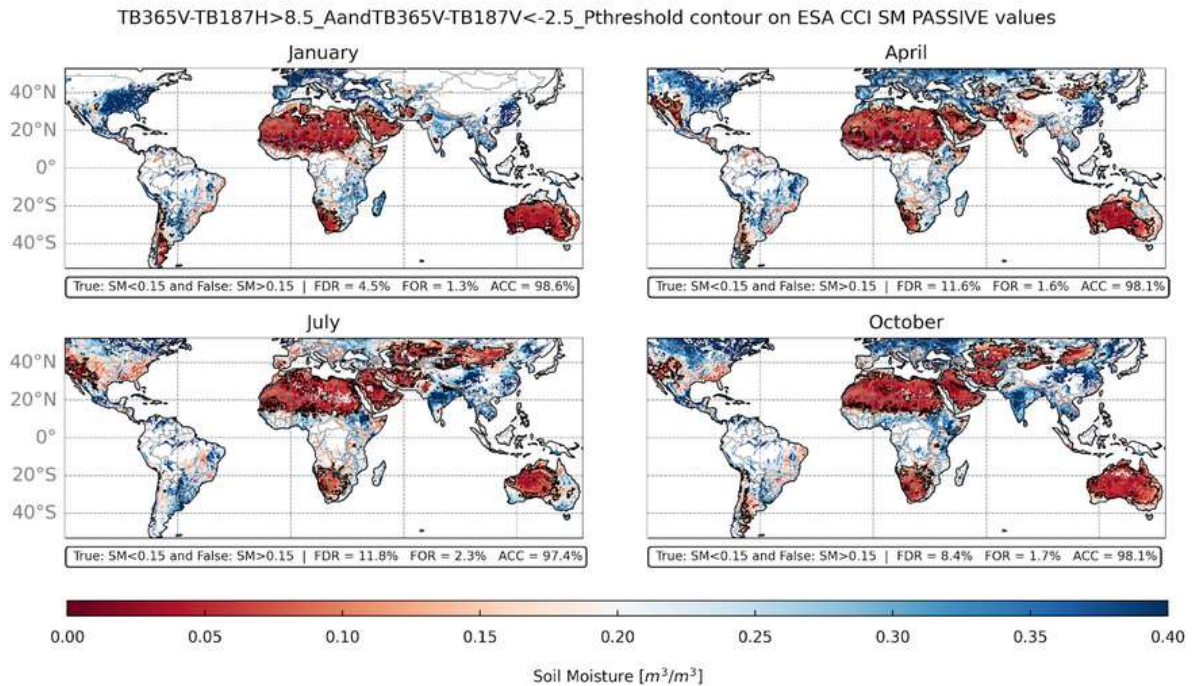 TB365V-TB187H>8.5_AandTB365V-TB187V<-2.5_Pthreshold contour on ESA CCI SM PASSIVE values
January
April
40°N
20°N
0°
20°S
40°S
True: SM<0.15 and False: SM>0.15 | FDR = 4.5% FOR = 1.3% ACC = 98.6%
True: SM<0.15 and False: SM>0.15 | FDR = 11.6% FOR = 1.6% ACC = 98.1%
July
October
40°N
20°N
0°
20°S
40°S
True: SM<0.15 and False: SM>0.15 | FDR = 11.8% FOR = 2.3% ACC = 97.4%
True: SM<0.15 and False: SM>0.15 | FDR = 8.4% FOR = 1.7% ACC = 98.1%
0.00 0.05 0.10 0.15 0.20 0.25 0.30 0.35 0.40
Soil Moisture [m³/m³]